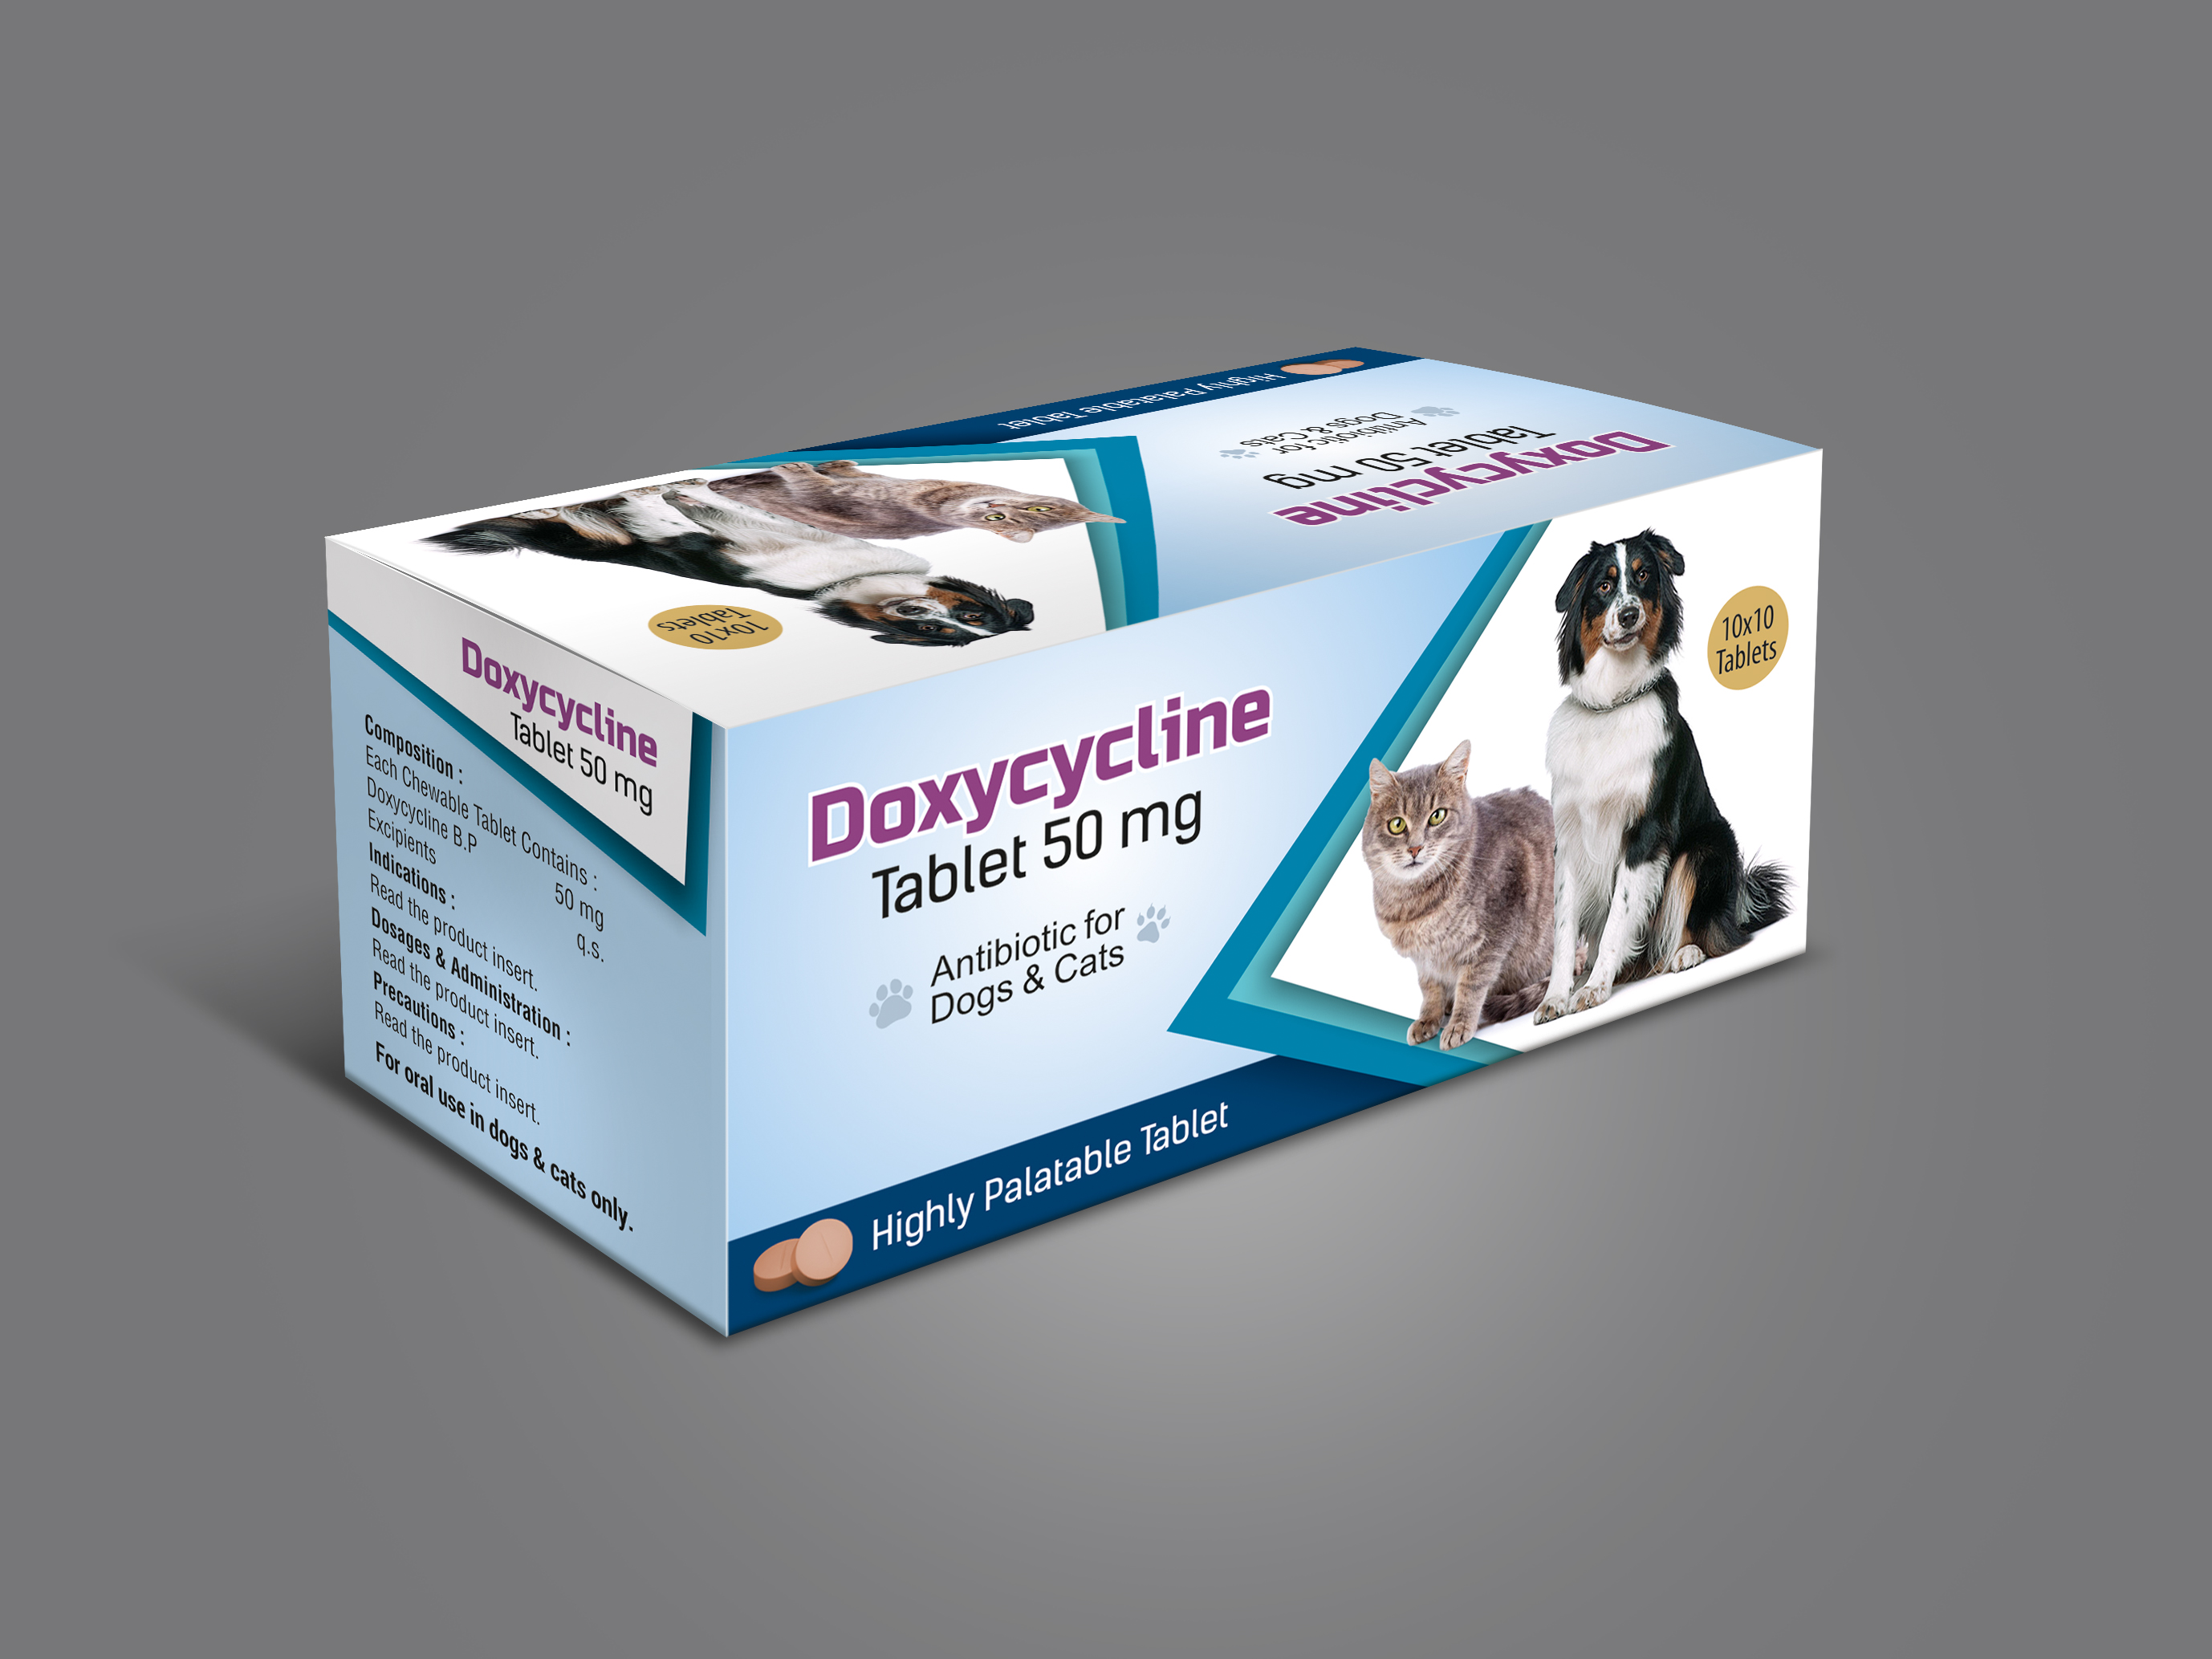 Highly Palatable Tablet
Antibiotic for
Dogs & Cats
Doxycycline
Tablet 50 mg
10x10
Tablets
Doxycycline
Tablet 50 mg
Composition :
Each Chewable Tablet Contains :
Doxycycline B.P 50 mg
Excipients q.s.
Indications :
Read the product insert.
Dosages & Administration :
Read the product insert.
Precautions :
Read the product insert.
For oral use in dogs & cats only.
Doxycycline
Tablet 50 mg
Antibiotic for
Dogs & Cats
10x10
Tablets
Highly Palatable Tablet